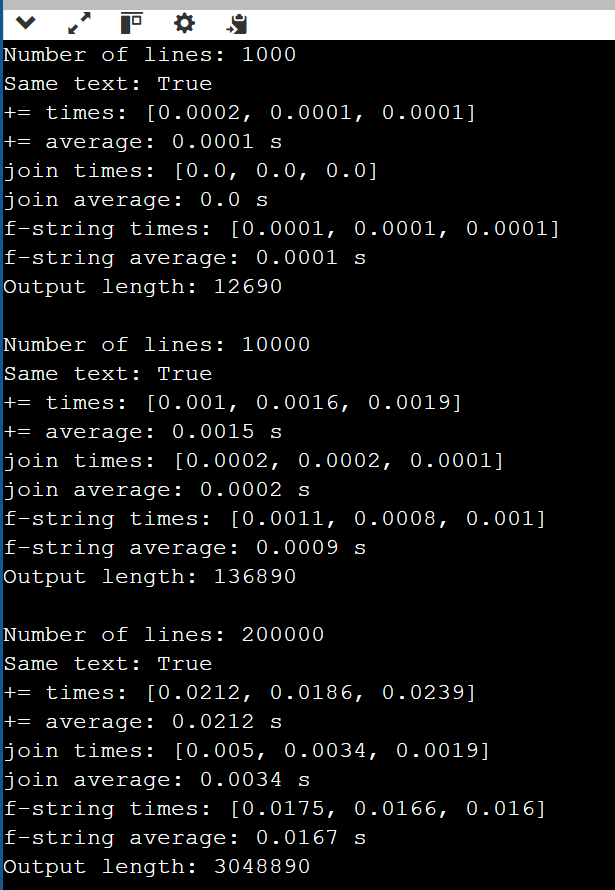 Number of lines: 1000
Same text: True
+= times: [0.0002, 0.0001, 0.0001]
+= average: 0.0001 s
join times: [0.0, 0.0, 0.0]
join average: 0.0 s
f-string times: [0.0001, 0.0001, 0.0001]
f-string average: 0.0001 s
Output length: 12690

Number of lines: 10000
Same text: True
+= times: [0.001, 0.0016, 0.0019]
+= average: 0.0015 s
join times: [0.0002, 0.0002, 0.0001]
join average: 0.0002 s
f-string times: [0.0011, 0.0008, 0.001]
f-string average: 0.0009 s
Output length: 136890

Number of lines: 200000
Same text: True
+= times: [0.0212, 0.0186, 0.0239]
+= average: 0.0212 s
join times: [0.005, 0.0034, 0.0019]
join average: 0.0034 s
f-string times: [0.0175, 0.0166, 0.016]
f-string average: 0.0167 s
Output length: 3048890